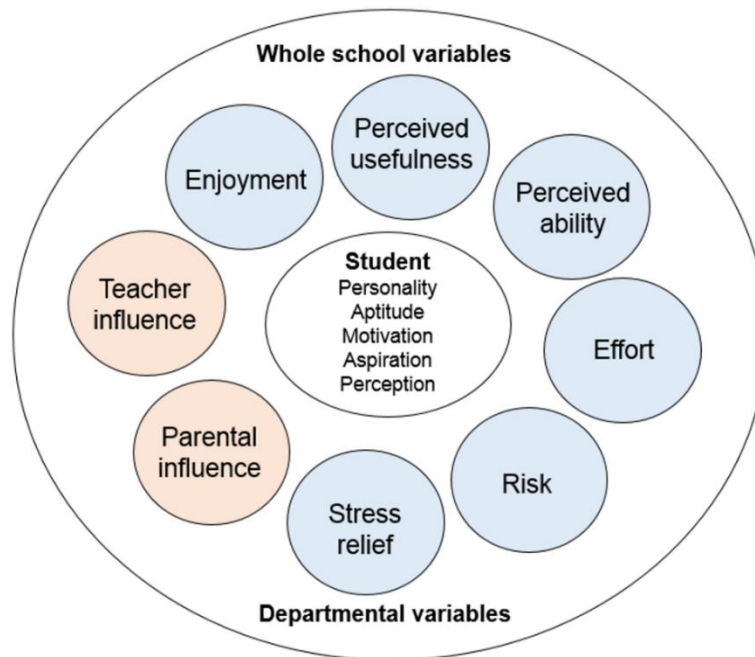 Whole school variables
Perceived
usefulness
Enjoyment
Perceived
ability
Student
Personality
Aptitude
Motivation
Aspiration
Perception
Teacher
influence
Effort
Parental
influence
Risk
Stress
relief
Departmental variables